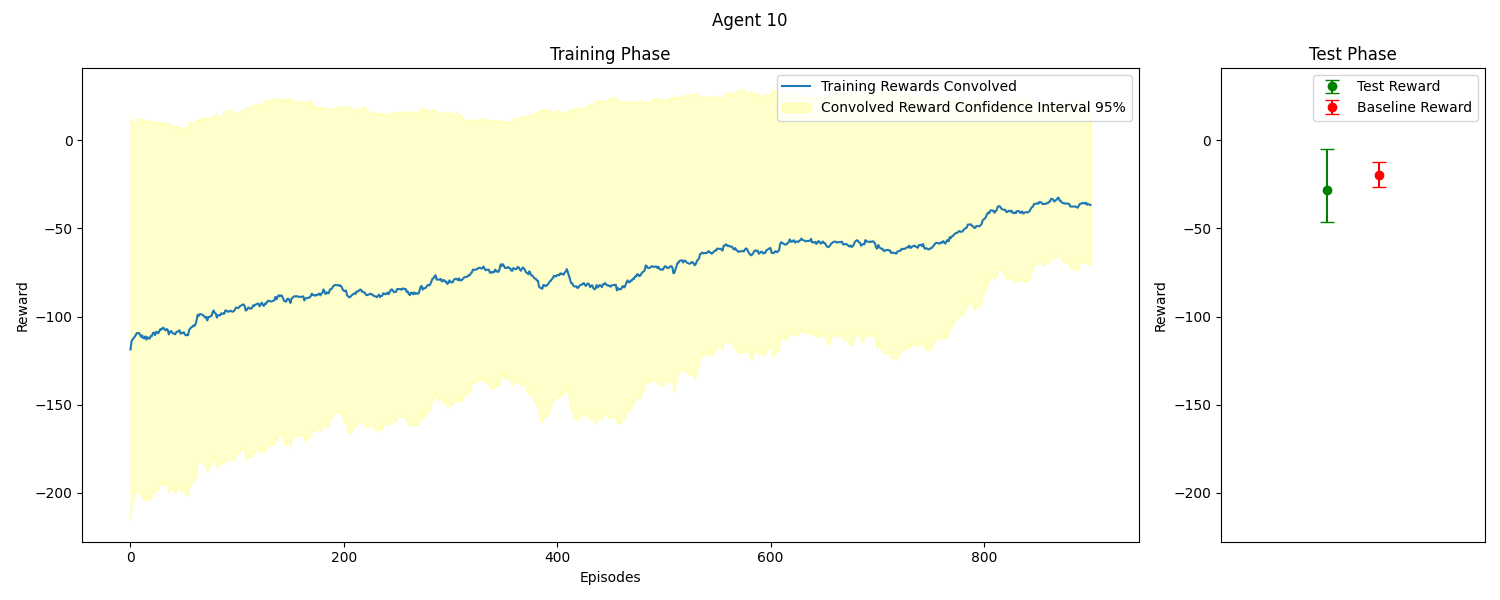 Agent 10
Training Phase
Training Rewards Convolved
Convolved Reward Confidence Interval 95%
Reward
0
−50
−100
−150
−200
0 200 400 600 800
Episodes
Test Phase
Test Reward
Baseline Reward
Reward
0
−50
−100
−150
−200